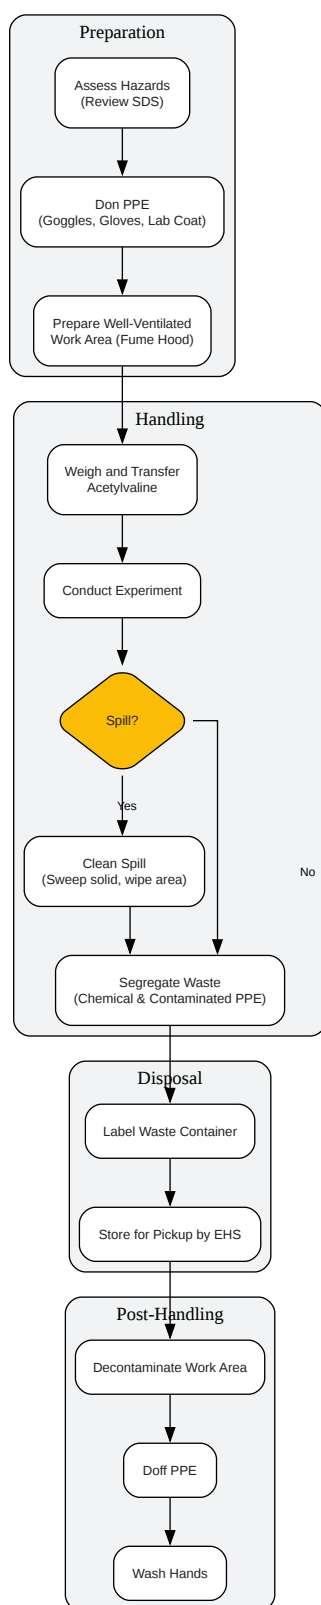 Preparation
Assess Hazards
(Review SDS)
Don PPE
(Goggles, Gloves, Lab Coat)
Prepare Well-Ventilated
Work Area (Fume Hood)
Handling
Weigh and Transfer
Acetylvaline
Conduct Experiment
Spill?
Yes
Clean Spill
(Sweep solid, wipe area)
No
Segregate Waste
(Chemical & Contaminated PPE)
Disposal
Label Waste Container
Store for Pickup by EHS
Post-Handling
Decontaminate Work Area
Doff PPE
Wash Hands